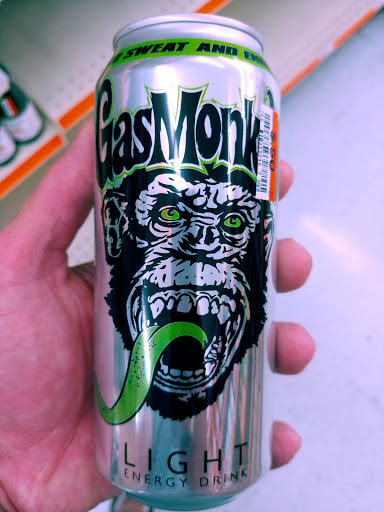 SWEAT AND
GasMonk
LIGHT
ENERGY DRINK